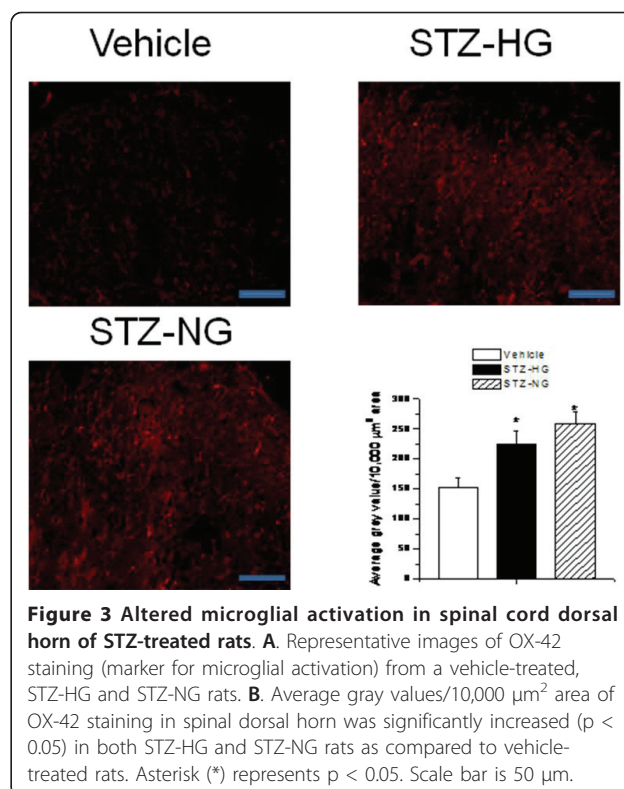 Vehicle
STZ-HG
STZ-NG
Vehicle
STZ-HG
STZ-NG
Average grey value/10,000 µm² area
300
250
200
150
100
50
0
*
*
Figure 3 Altered microglial activation in spinal cord dorsal
horn of STZ-treated rats. A. Representative images of OX-42
staining (marker for microglial activation) from a vehicle-treated,
STZ-HG and STZ-NG rats. B. Average gray values/10,000 µm² area of
OX-42 staining in spinal dorsal horn was significantly increased (p <
0.05) in both STZ-HG and STZ-NG rats as compared to vehicle-
treated rats. Asterisk (*) represents p < 0.05. Scale bar is 50 µm.